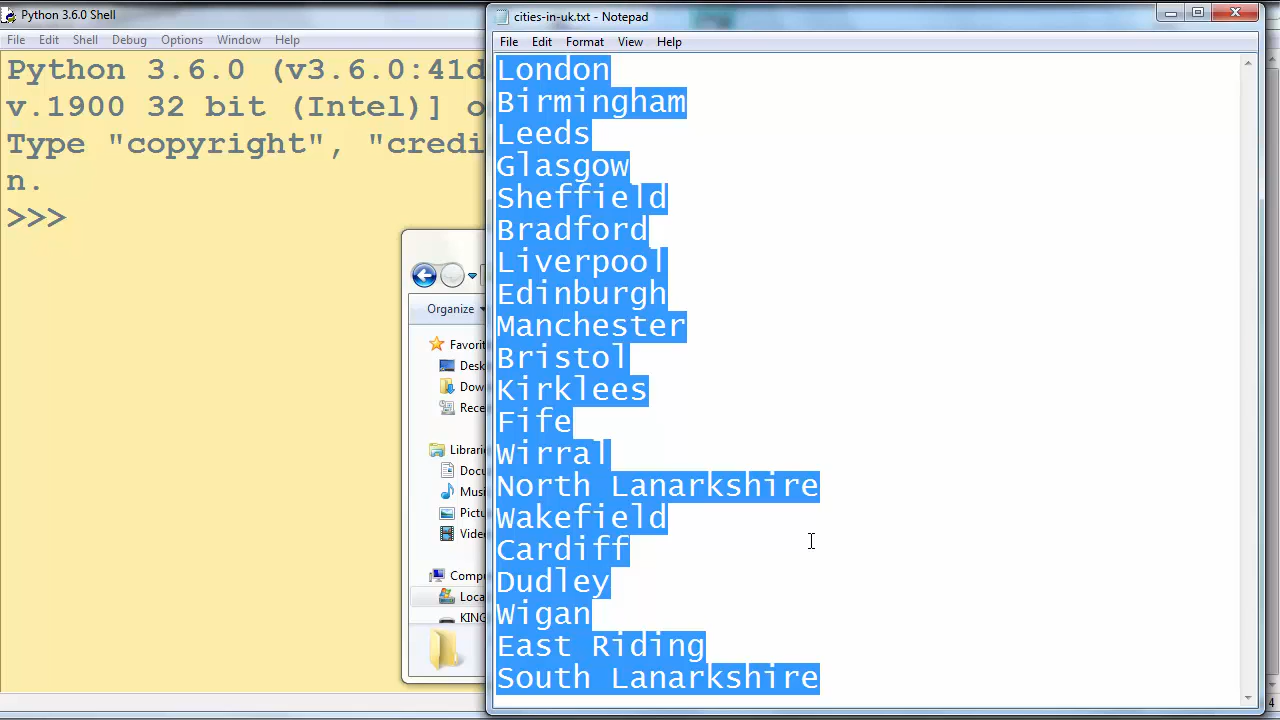 Python 3.6.0 Shell
File Edit Shell Debug Options Window Help
Python 3.6.0 (v3.6.0:41d
v.1900 32 bit (Intel)] o
Type "copyright", "credi
n.
>>>
Organize
Favorit
Desk
Dow
Rece
Librari
Docu
Musi
Pictu
Vide
Compu
Loca
KING
cities-in-uk.txt - Notepad
File Edit Format View Help
London
Birmingham
Leeds
Glasgow
Sheffield
Bradford
Liverpool
Edinburgh
Manchester
Bristol
Kirklees
Fife
Wirral
North Lanarkshire
Wakefield
Cardiff
Dudley
Wigan
East Riding
South Lanarkshire
4